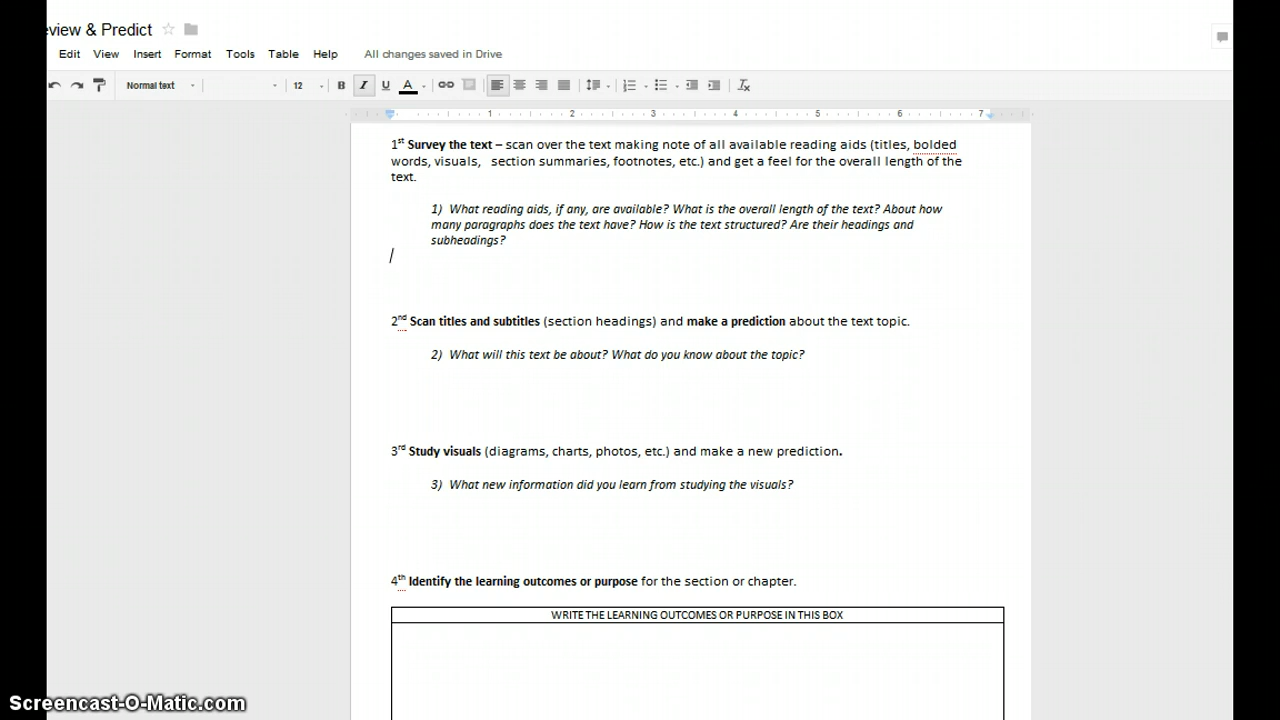 eview & Predict
Edit View Insert Format Tools Table Help All changes saved in Drive
Normal text 12 B I U A
1 2 3 4 5 6 7
1st Survey the text – scan over the text making note of all available reading aids (titles, bolded
words, visuals, section summaries, footnotes, etc.) and get a feel for the overall length of the
text.
1) What reading aids, if any, are available? What is the overall length of the text? About how
many paragraphs does the text have? How is the text structured? Are their headings and
subheadings?
2nd Scan titles and subtitles (section headings) and make a prediction about the text topic.
2) What will this text be about? What do you know about the topic?
3rd Study visuals (diagrams, charts, photos, etc.) and make a new prediction.
3) What new information did you learn from studying the visuals?
4th Identify the learning outcomes or purpose for the section or chapter.
WRITE THE LEARNING OUTCOMES OR PURPOSE IN THIS BOX
Screencast-O-Matic.com